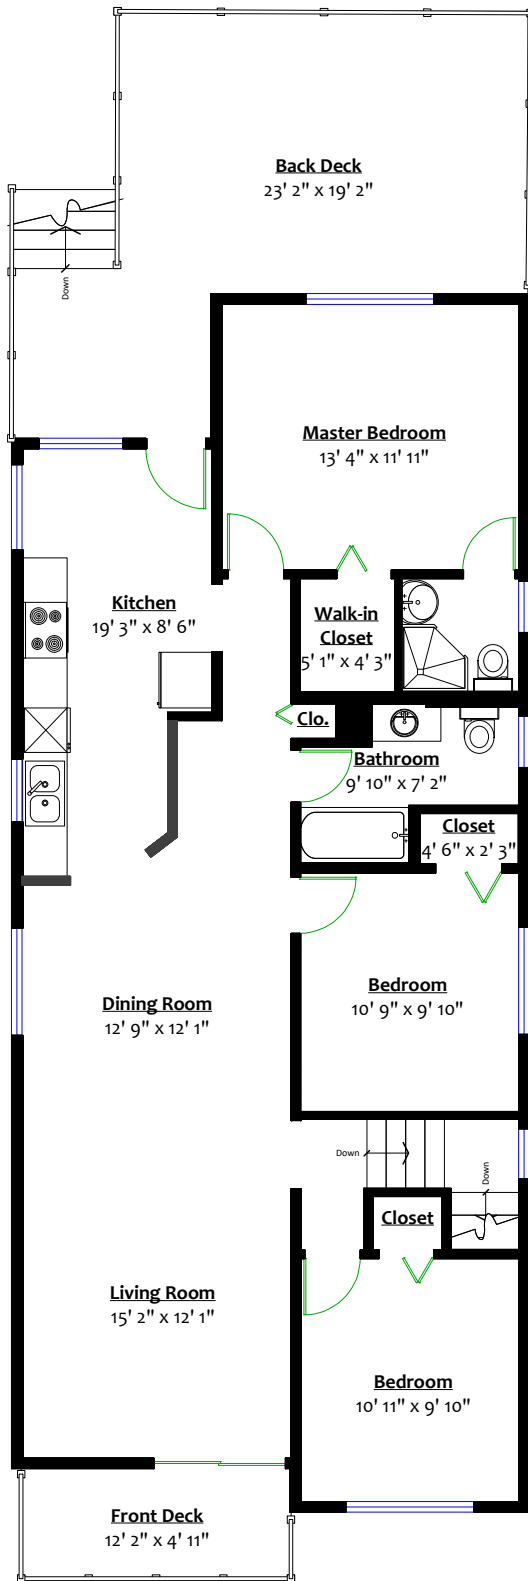 Back Deck
23' 2" x 19' 2"
Down
Master Bedroom
13' 4" x 11' 11"
Kitchen
19' 3" x 8' 6"
Walk-in
Closet
5' 1" x 4' 3"
Clo.
Bathroom
9' 10" x 7' 2"
Closet
4' 6" x 2' 3"
Bedroom
10' 9" x 9' 10"
Dining Room
12' 9" x 12' 1"
Down
Down
Closet
Living Room
15' 2" x 12' 1"
Bedroom
10' 11" x 9' 10"
Front Deck
12' 2" x 4' 11"